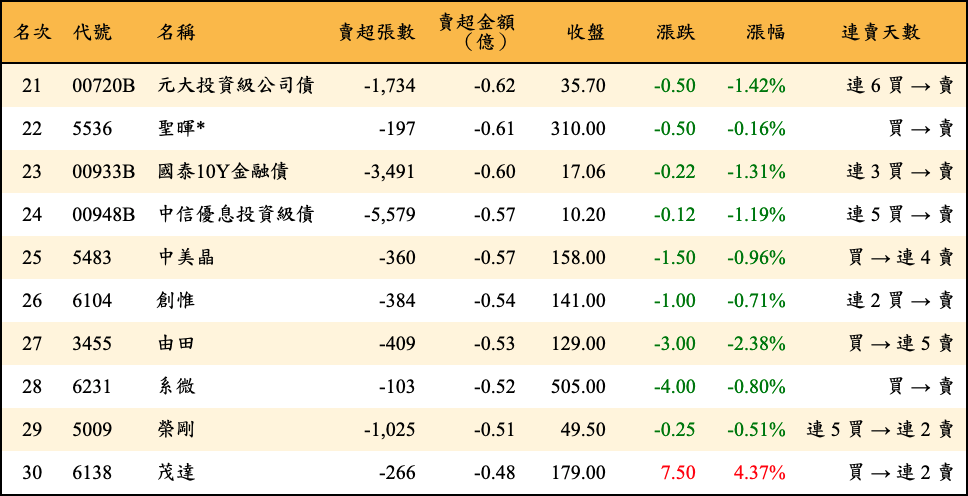 名次 代號 名稱 賣超張數 賣超金額（億） 收盤 漲跌 漲幅 連賣天數
21 00720B 元大投資級公司債 -1,734 -0.62 35.70 -0.50 -1.42% 連 6 買 → 賣
22 5536 聖暉* -197 -0.61 310.00 -0.50 -0.16% 買 → 賣
23 00933B 國泰10Y金融債 -3,491 -0.60 17.06 -0.22 -1.31% 連 3 買 → 賣
24 00948B 中信優息投資級債 -5,579 -0.57 10.20 -0.12 -1.19% 連 5 買 → 賣
25 5483 中美晶 -360 -0.57 158.00 -1.50 -0.96% 買 → 連 4 賣
26 6104 創惟 -384 -0.54 141.00 -1.00 -0.71% 連 2 買 → 賣
27 3455 由田 -409 -0.53 129.00 -3.00 -2.38% 買 → 連 5 賣
28 6231 系微 -103 -0.52 505.00 -4.00 -0.80% 買 → 賣
29 5009 榮剛 -1,025 -0.51 49.50 -0.25 -0.51% 連 5 買 → 連 2 賣
30 6138 茂達 -266 -0.48 179.00 7.50 4.37% 買 → 連 2 賣